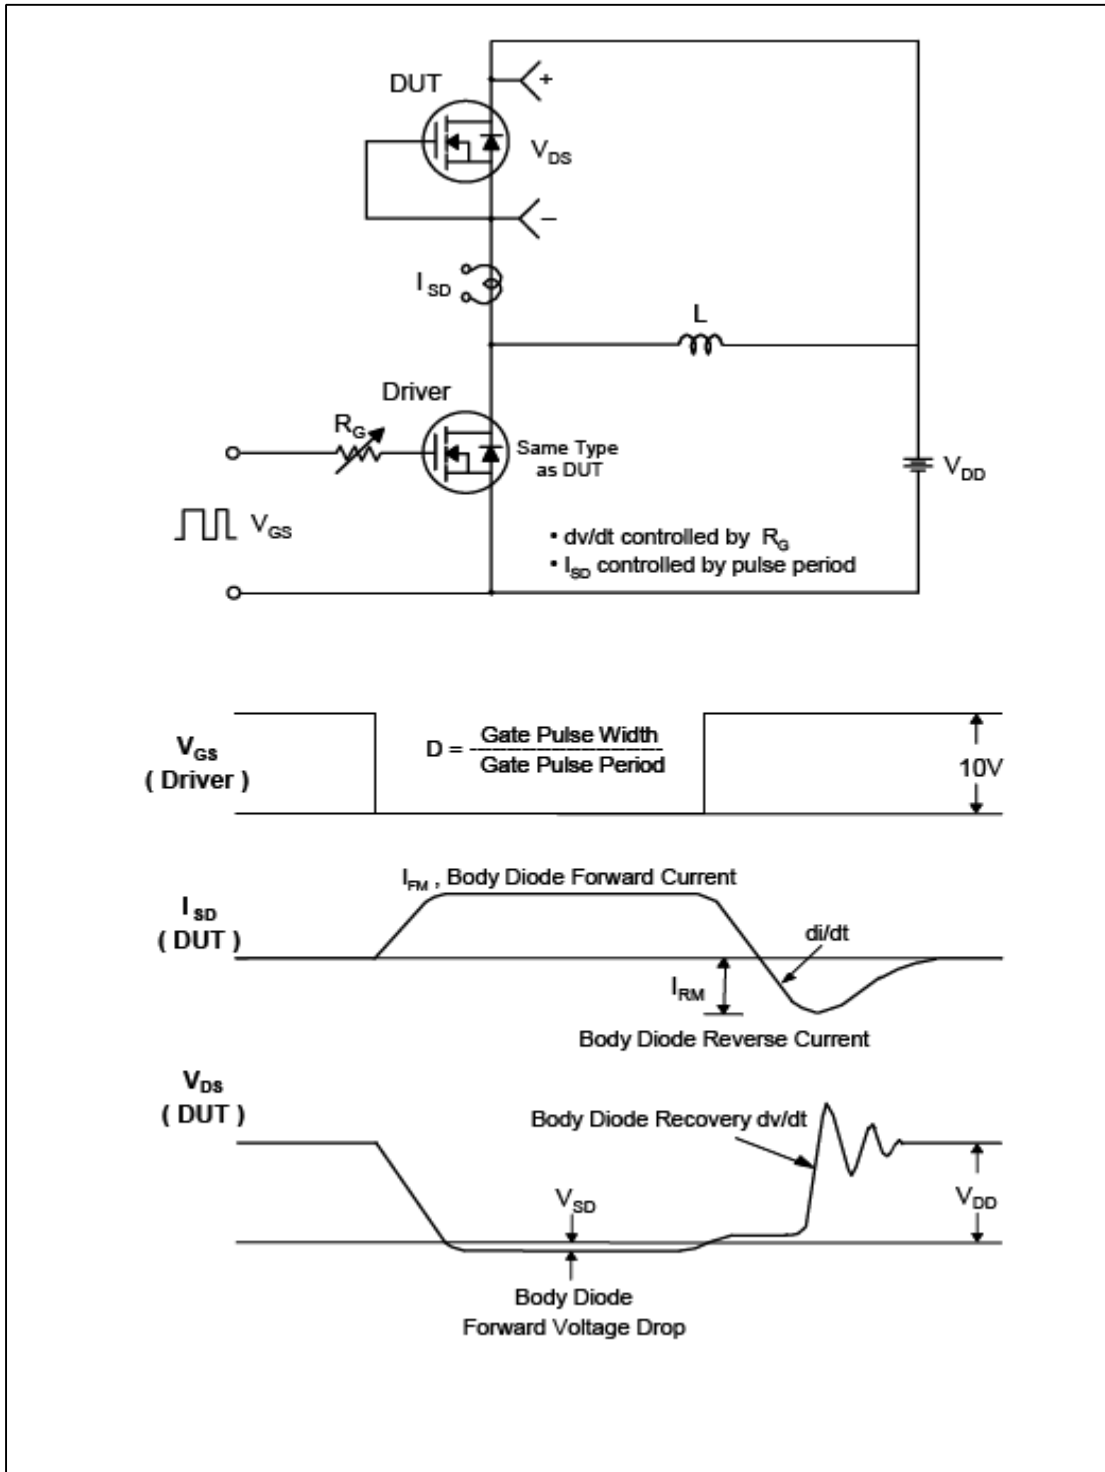 DUT
+
V_DS
–
I_SD
L
Driver
R_G
Same Type
as DUT
V_DD
V_GS
• dv/dt controlled by R_G
• I_SD controlled by pulse period
V_GS
( Driver )
D = Gate Pulse Width
Gate Pulse Period
10V
I_FM , Body Diode Forward Current
I_SD
( DUT )
di/dt
I_RM
Body Diode Reverse Current
V_DS
( DUT )
Body Diode Recovery dv/dt
V_SD
V_DD
Body Diode
Forward Voltage Drop